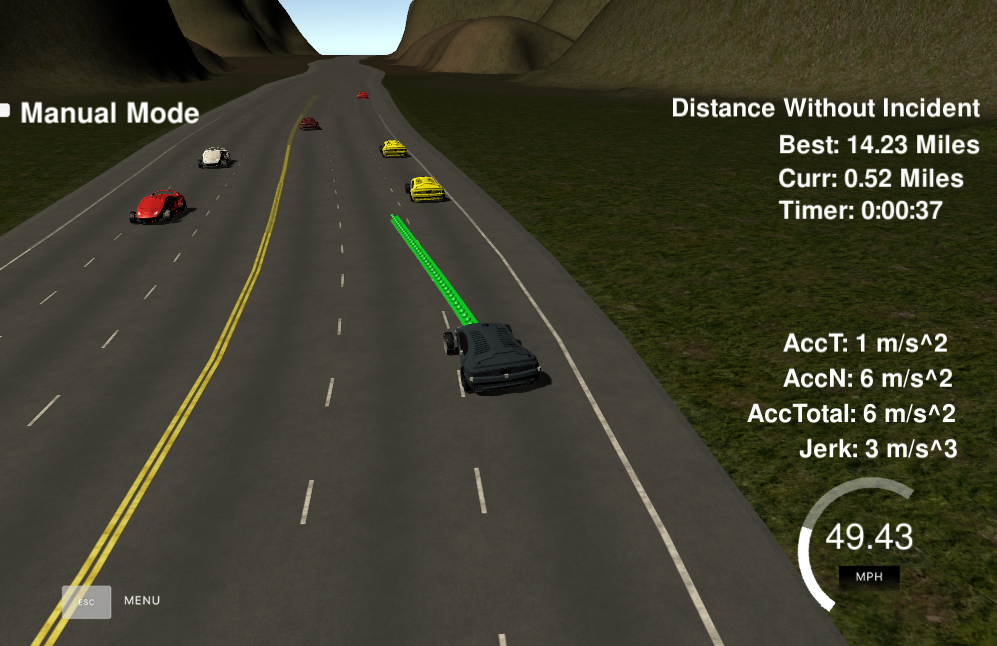 Manual Mode
Distance Without Incident
Best: 14.23 Miles
Curr: 0.52 Miles
Timer: 0:00:37
AccT: 1 m/s^2
AccN: 6 m/s^2
AccTotal: 6 m/s^2
Jerk: 3 m/s^3
49.43
MPH
ESC MENU